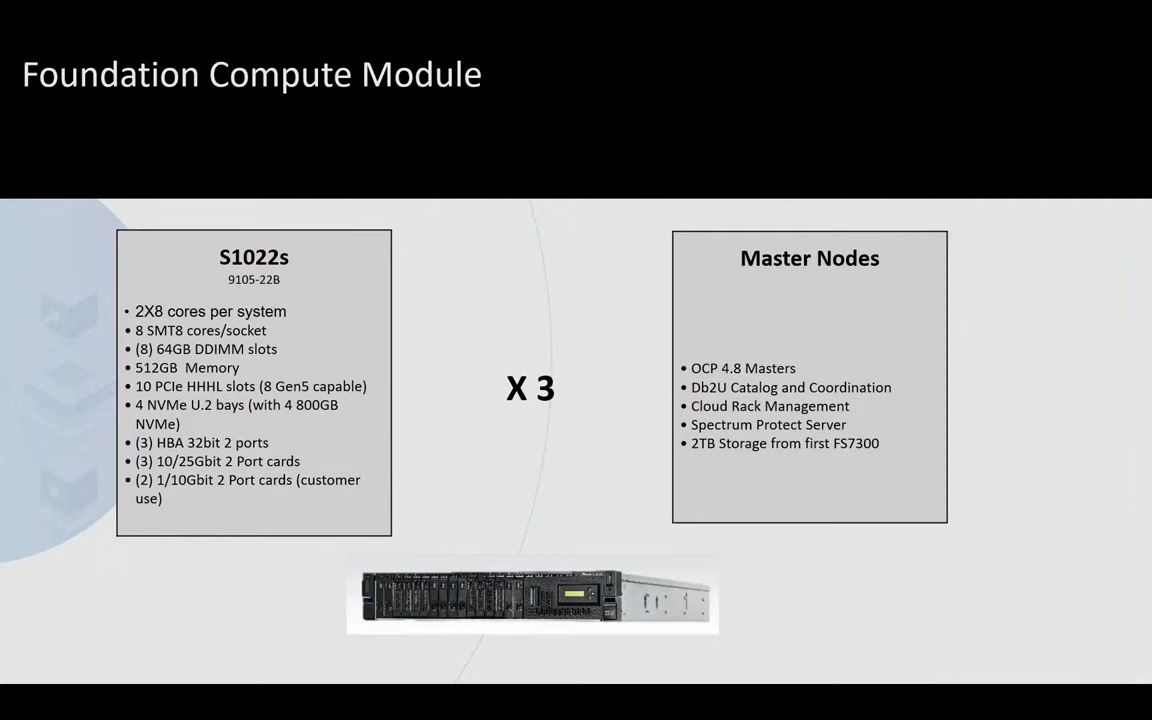 Foundation Compute Module
S1022s
9105-22B
• 2X8 cores per system
• 8 SMT8 cores/socket
• (8) 64GB DDIMM slots
• 512GB  Memory
• 10 PCIe HHHL slots (8 Gen5 capable)
• 4 NVMe U.2 bays (with 4 800GB
NVMe)
• (3) HBA 32bit 2 ports
• (3) 10/25Gbit 2 Port cards
• (2) 1/10Gbit 2 Port cards (customer
use)
X 3
Master Nodes
• OCP 4.8 Masters
• Db2U Catalog and Coordination
• Cloud Rack Management
• Spectrum Protect Server
• 2TB Storage from first FS7300